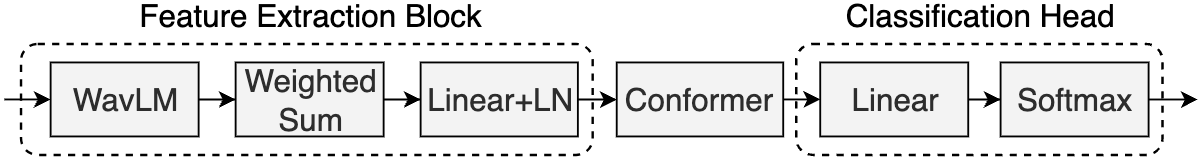 Feature Extraction Block
Classification Head
WavLM
Weighted
Sum
Linear+LN
Conformer
Linear
Softmax